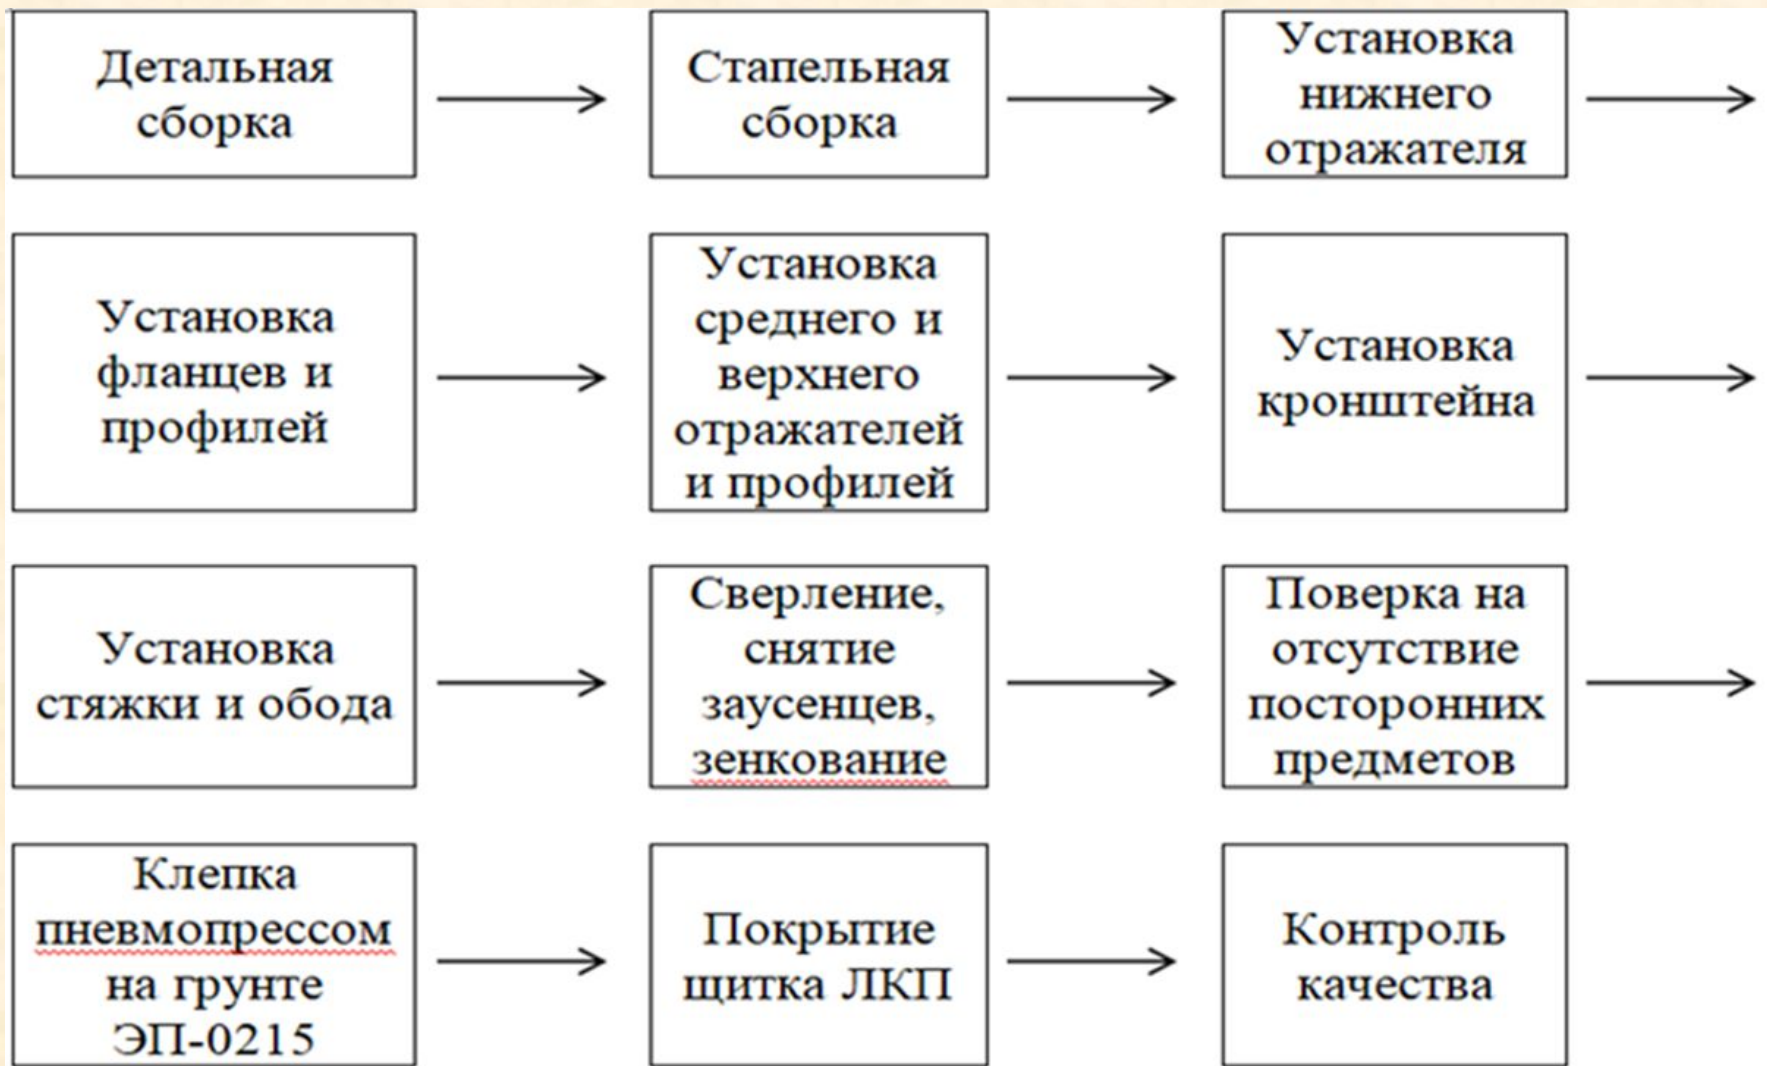 Детальная
сборка
Стапельная
сборка
Установка
нижнего
отражателя
Установка
фланцев и
профилей
Установка
среднего и
верхнего
отражателей
и профилей
Установка
кронштейна
Установка
стяжки и обода
Сверление,
снятие
заусенцев,
зенкование
Поверка на
отсутствие
посторонних
предметов
Клепка
пневмопрессом
на грунте
ЭП-0215
Покрытие
щитка ЛКП
Контроль
качества